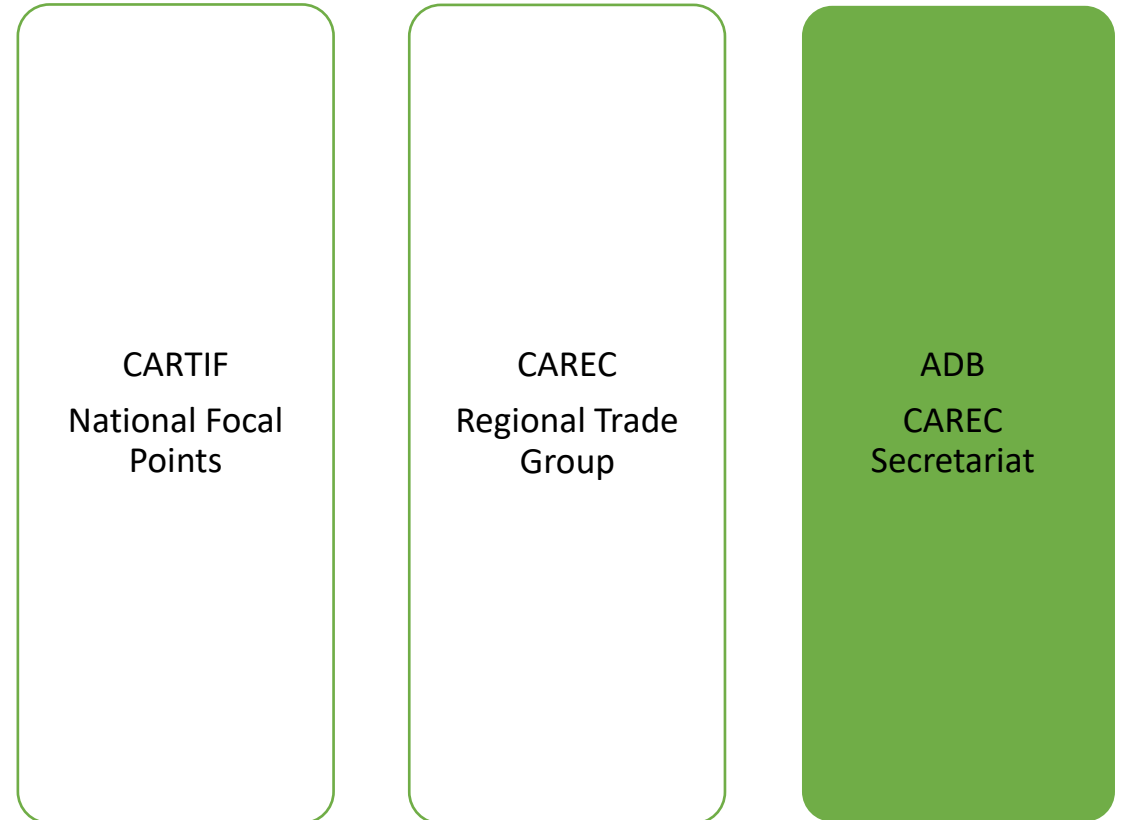 CARTIF
National Focal
Points
CAREC
Regional Trade
Group
ADB
CAREC
Secretariat